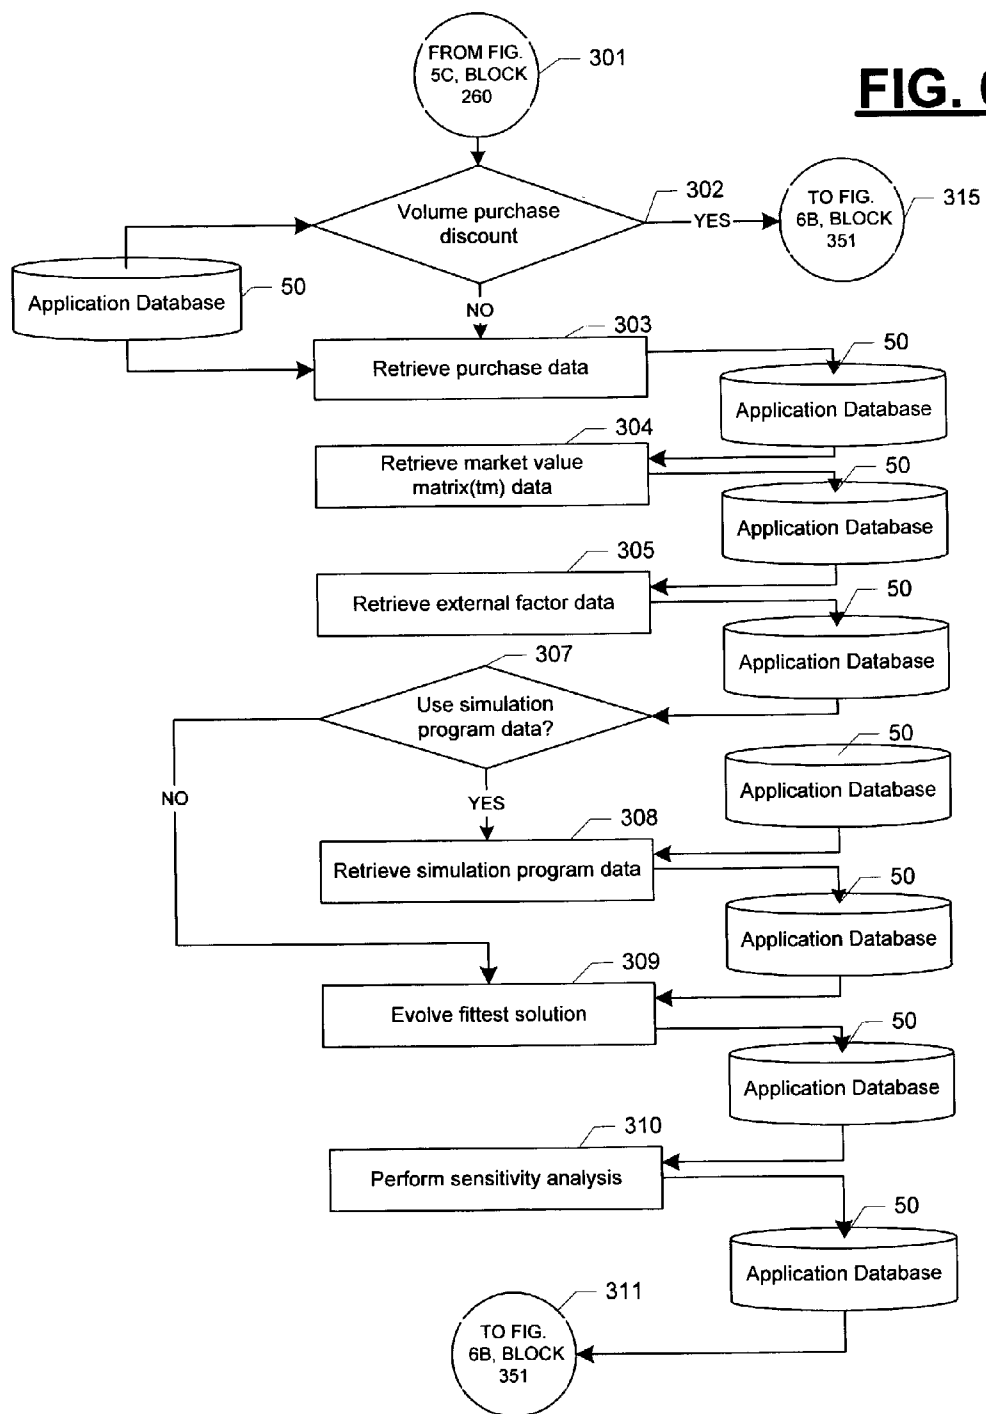 FROM FIG.
5C, BLOCK
260
301
FIG. 6
302
Volume purchase
discount
YES
TO FIG.
6B, BLOCK
351
315
50
Application Database
NO
303
Retrieve purchase data
50
Application Database
304
Retrieve market value
matrix(tm) data
50
Application Database
305
Retrieve external factor data
50
Application Database
307
Use simulation
program data?
50
Application Database
NO
YES
308
Retrieve simulation program data
50
Application Database
309
Evolve fittest solution
50
Application Database
310
Perform sensitivity analysis
50
Application Database
311
TO FIG.
6B, BLOCK
351